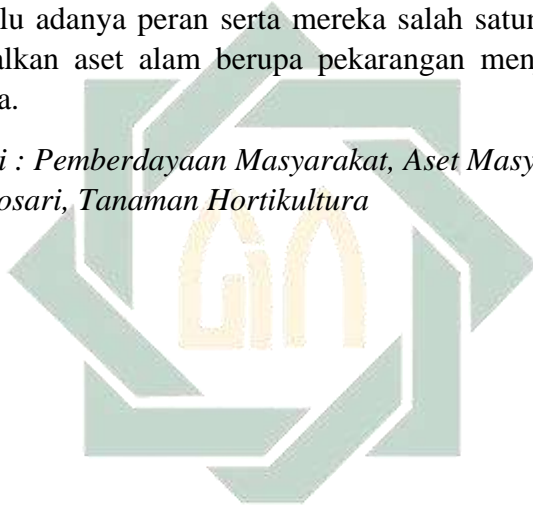 lu adanya peran serta mereka salah satun
alkan aset alam berupa pekarangan men
a.
i : Pemberdayaan Masyarakat, Aset Masy
osari, Tanaman Hortikultura